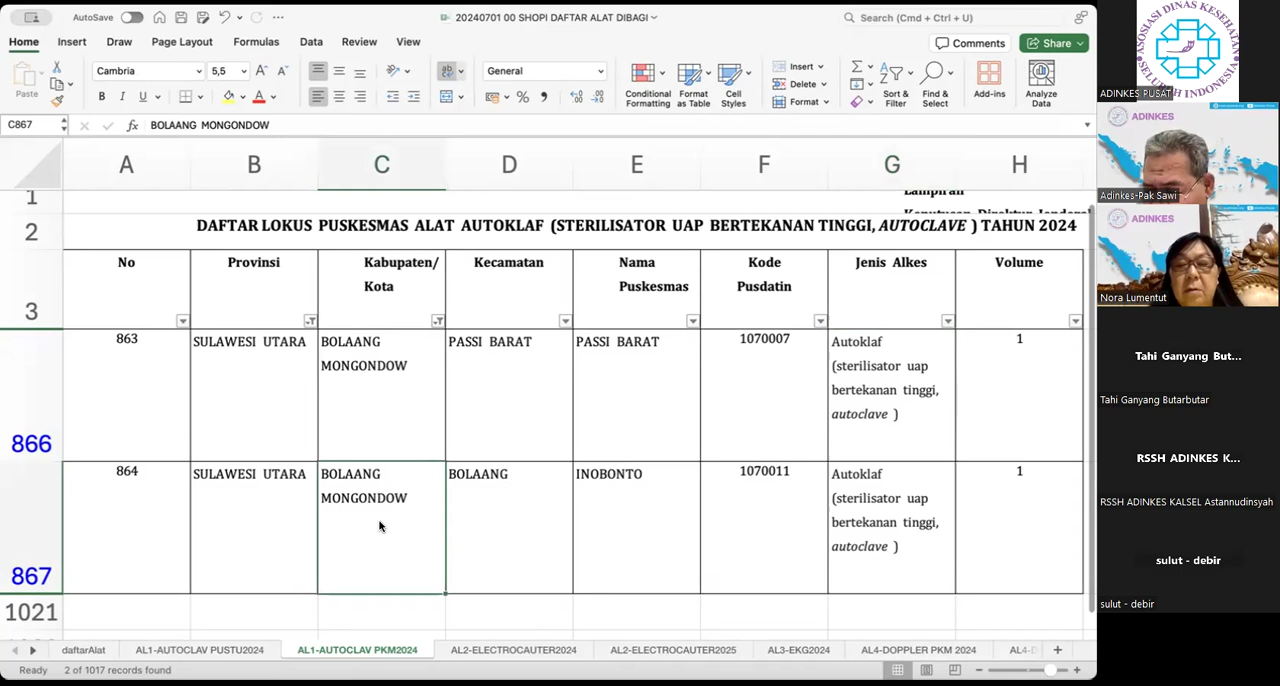 AutoSave
20240701 00 SHOPI DAFTAR ALAT DIBAGI
Search (Cmd + Ctrl + U)
Home Insert Draw Page Layout Formulas Data Review View
Comments Share
Paste
Cambria 5,5
B I U A
General
Conditional Formatting
Format as Table
Cell Styles
Insert
Delete
Format
Sort & Filter
Find & Select
Add-ins
Analyze Data
C867 fx BOLAANG MONGONDOW
A B C D E F G H
1 Lampiran
2 DAFTAR LOKUS PUSKESMAS ALAT AUTOKLAF (STERILISATOR UAP BERTEKANAN TINGGI, AUTOCLAVE ) TAHUN 2024
3 No Provinsi Kabupaten/ Kota Kecamatan Nama Puskesmas Kode Pusdatin Jenis Alkes Volume
866 863 SULAWESI UTARA BOLAANG MONGONDOW PASSI BARAT PASSI BARAT 1070007 Autoklaf (sterilisator uap bertekanan tinggi, autoclave ) 1
867 864 SULAWESI UTARA BOLAANG MONGONDOW BOLAANG INOBONTO 1070011 Autoklaf (sterilisator uap bertekanan tinggi, autoclave ) 1
1021
daftarAlat AL1-AUTOCLAV PUSTU2024 AL1-AUTOCLAV PKM2024 AL2-ELECTROCAUTER2024 AL2-ELECTROCAUTER2025 AL3-EKG2024 AL4-DOPPLER PKM 2024
Ready 2 of 1017 records found
ASOSIASI DINAS KESEHATAN
SELURUH INDONESIA
ADINKES PUSAT
ADINKES
Adinkes-Pak Sawi
ADINKES
Nora Lumentut
Tahi Ganyang But...
Tahi Ganyang Butarbutar
RSSH ADINKES K...
RSSH ADINKES KALSEL Astannudinsyah
sulut - debir
sulut - debir